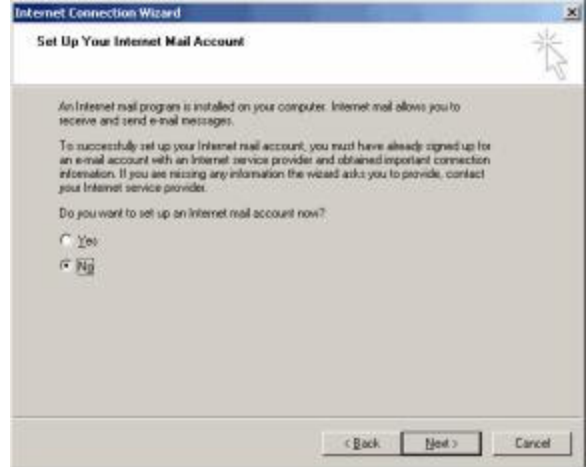 Internet Connection Wizard
Set Up Your Internet Mail Account
An Internet mail program is installed on your computer. Internet mail allows you to
receive and send e-mail messages.
To successfully set up your Internet mail account, you must have already signed up for
an e-mail account with an Internet service provider and obtained important connection
information. If you are missing any information the wizard asks you to provide, contact
your Internet service provider.
Do you want to set up an Internet mail account now?
Yes
No
< Back Next > Cancel